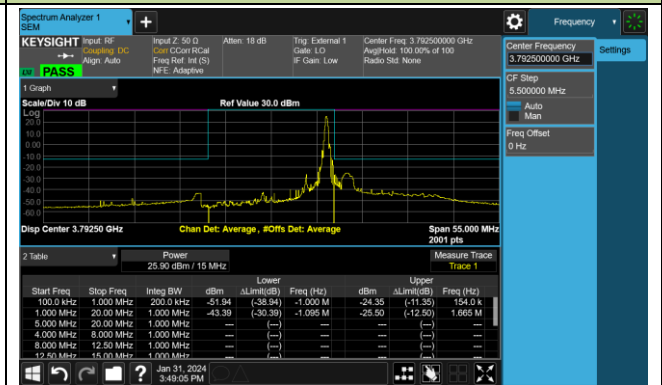 Spectrum Analyzer 1
SEM
+
Frequency
KEYSIGHT
Input: RF
Coupling: DC
Align: Auto
Input Z: 50 Ω
Corr CCorr RCal
Freq Ref: Int (S)
NFE: Adaptive
Atten: 18 dB
Trig: External 1
Gate: LO
IF Gain: Low
Center Freq: 3.792500000 GHz
Avg|Hold: 100.00% of 100
Radio Std: None
PASS
Center Frequency
3.792500000 GHz
Settings
CF Step
5.500000 MHz
Auto
Man
Freq Offset
0 Hz
1 Graph
Scale/Div 10 dB
Ref Value 30.0 dBm
Log
20.0
10.0
0.00
-10.0
-20.0
-30.0
-40.0
-50.0
-60.0
Disp Center 3.79250 GHz
Chan Det: Average, #Offs Det: Average
Span 55.000 MHz
2001 pts
2 Table
Power
25.90 dBm / 15 MHz
Measure Trace
Trace 1
Lower
Upper
Start Freq Stop Freq Integ BW dBm ΔLimit(dB) Freq (Hz) dBm ΔLimit(dB) Freq (Hz)
100.0 kHz 1.000 MHz 200.0 kHz -51.94 (-38.94) -1.000 M -24.35 (-11.35) 154.0 k
1.000 MHz 20.00 MHz 1.000 MHz -43.39 (-30.39) -1.095 M -25.50 (-12.50) 1.665 M
5.000 MHz 20.00 MHz 1.000 MHz --- (---) --- (---)
4.000 MHz 8.000 MHz 1.000 MHz --- (---) --- (---)
8.000 MHz 12.50 MHz 1.000 MHz --- (---) --- (---)
12.50 MHz 15.00 MHz 1.000 MHz --- (---) --- (---)
?
Jan 31, 2024
3:49:05 PM